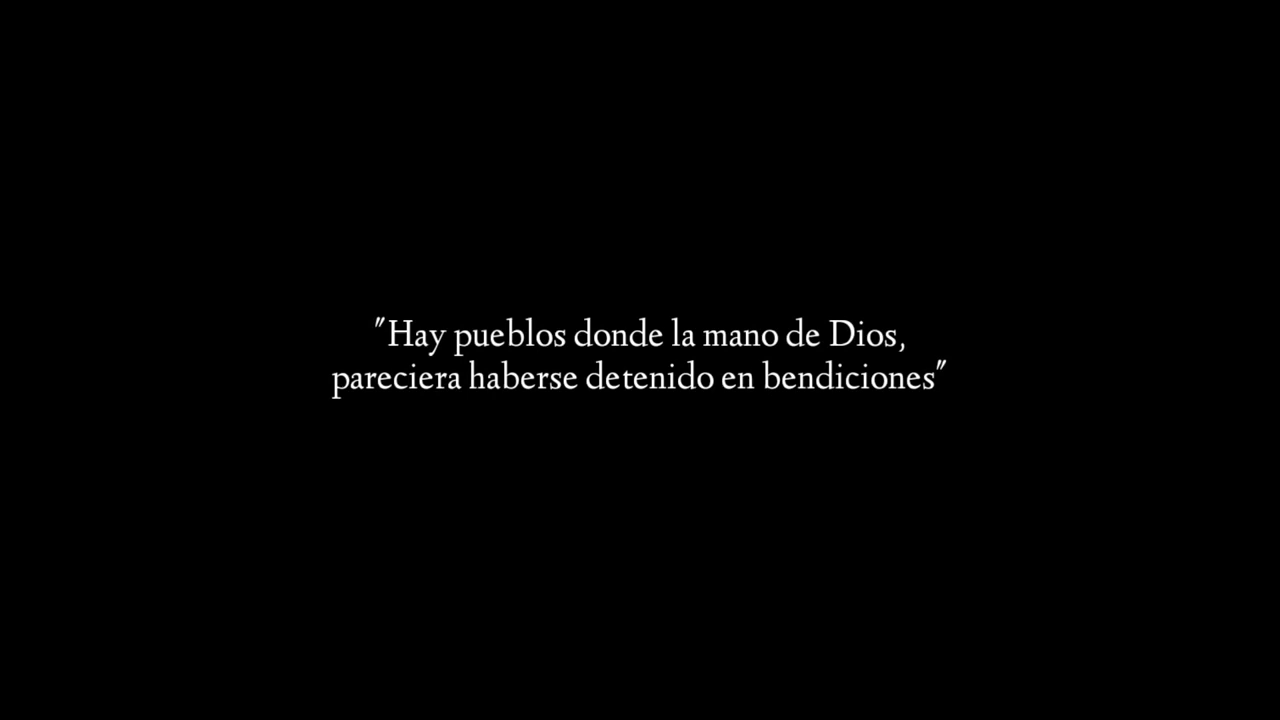 "Hay pueblos donde la mano de Dios,
pareciera haberse detenido en bendiciones"